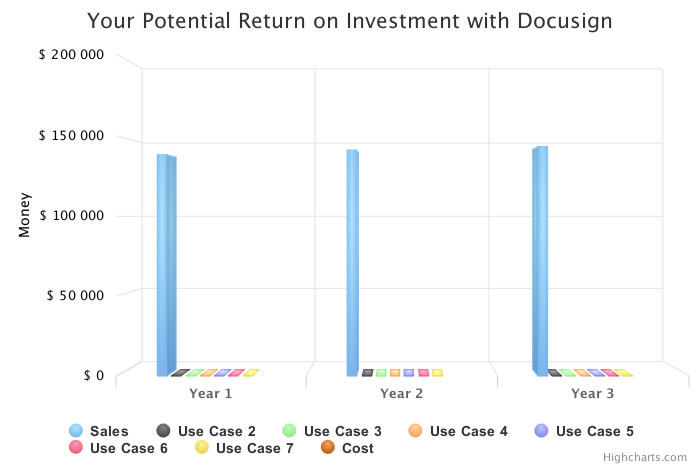 Your Potential Return on Investment with Docusign
$ 200 000
$ 150 000
$ 100 000
$ 50 000
$ 0
Money
Year 1 Year 2 Year 3
Sales Use Case 2 Use Case 3 Use Case 4 Use Case 5
Use Case 6 Use Case 7 Cost
Highcharts.com